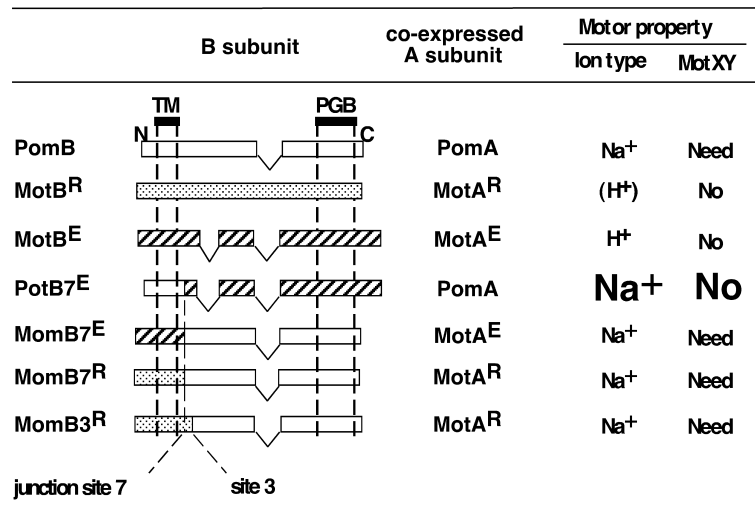 B subunit co-expressed A subunit Motor property
Ion type MotXY
TM PGB
N C
PomB PomA Na+ Need
MotBR MotAR (H+) No
MotBE MotAE H+ No
PotB7E PomA Na+ No
MomB7E MotAE Na+ Need
MomB7R MotAR Na+ Need
MomB3R MotAR Na+ Need
junction site 7 site 3